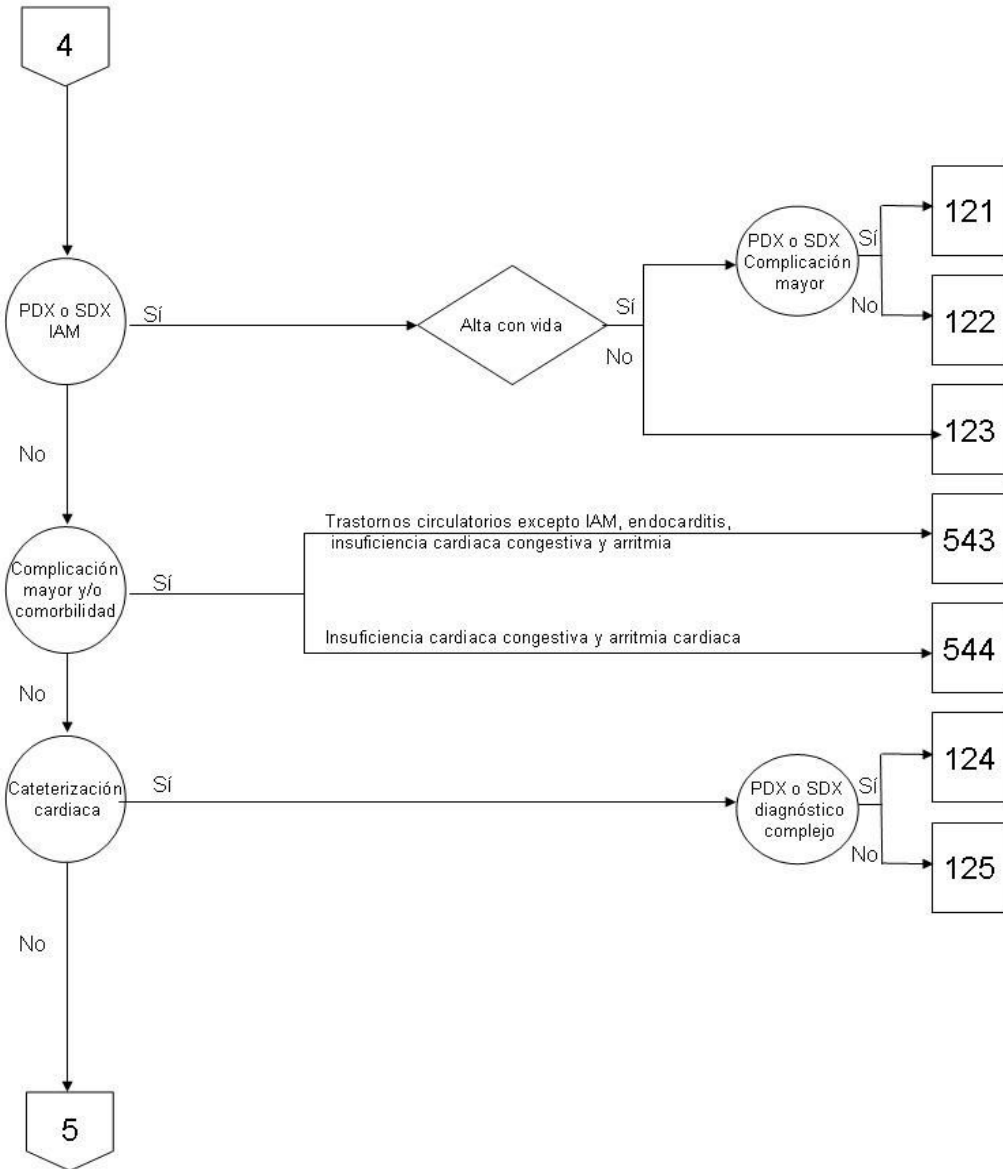 4
PDX o SDX
IAM
Sí
Alta con vida
Sí
No
PDX o SDX
Complicación
mayor
Sí
No
121
122
123
No
Complicación
mayor y/o
comorbilidad
Sí
Trastornos circulatorios excepto IAM, endocarditis,
insuficiencia cardiaca congestiva y arritmia
543
Insuficiencia cardiaca congestiva y arritmia cardiaca
544
No
Cateterización
cardiaca
Sí
PDX o SDX
diagnóstico
complejo
Sí
No
124
125
No
5